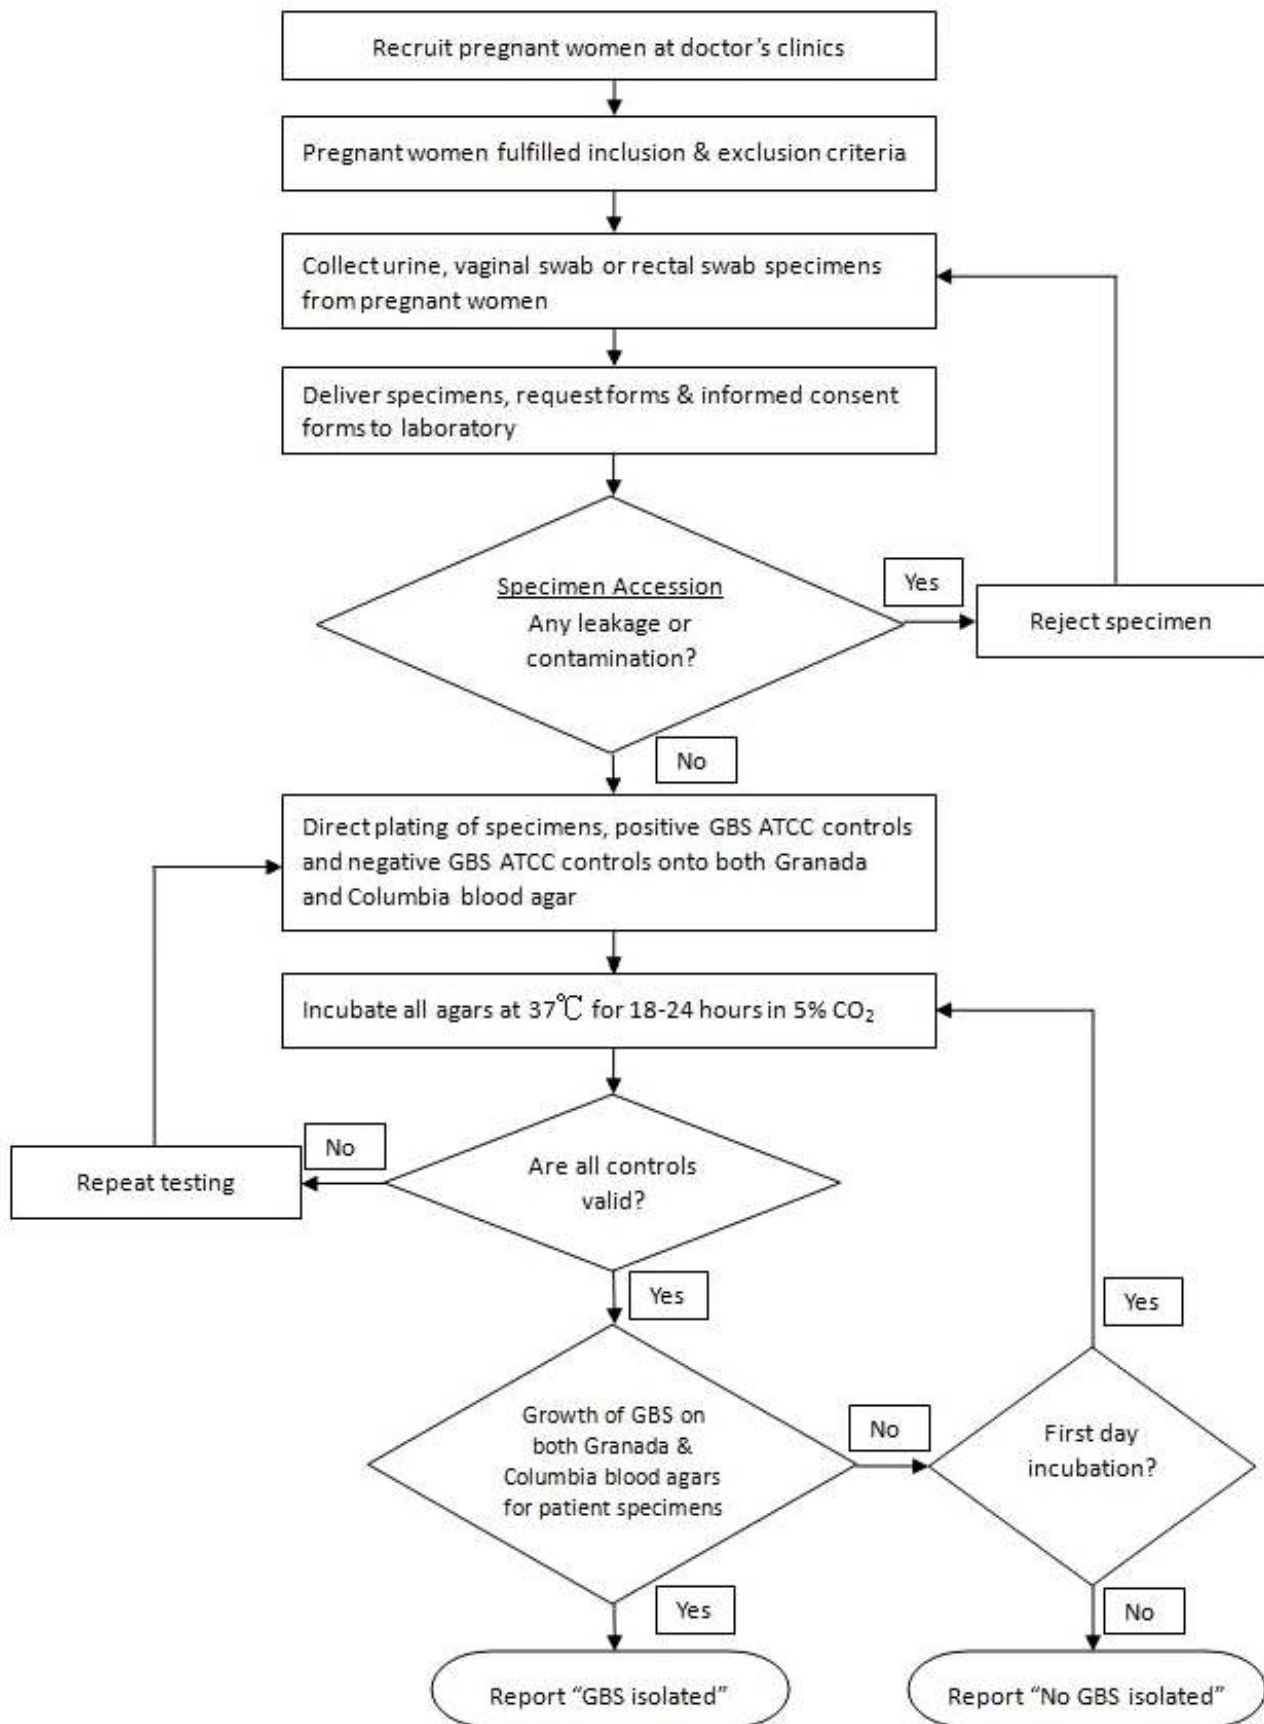 Recruit pregnant women at doctor's clinics
Pregnant women fulfilled inclusion & exclusion criteria
Collect urine, vaginal swab or rectal swab specimens
from pregnant women
Deliver specimens, request forms & informed consent
forms to laboratory
Specimen Accession
Any leakage or
contamination?
Yes
Reject specimen
No
Direct plating of specimens, positive GBS ATCC controls
and negative GBS ATCC controls onto both Granada
and Columbia blood agar
Incubate all agars at 37℃ for 18-24 hours in 5% CO₂
Are all controls
valid?
No
Repeat testing
Yes
Growth of GBS on
both Granada &
Columbia blood agars
for patient specimens
No
First day
incubation?
Yes
Yes
No
Report “GBS isolated”
Report “No GBS isolated”